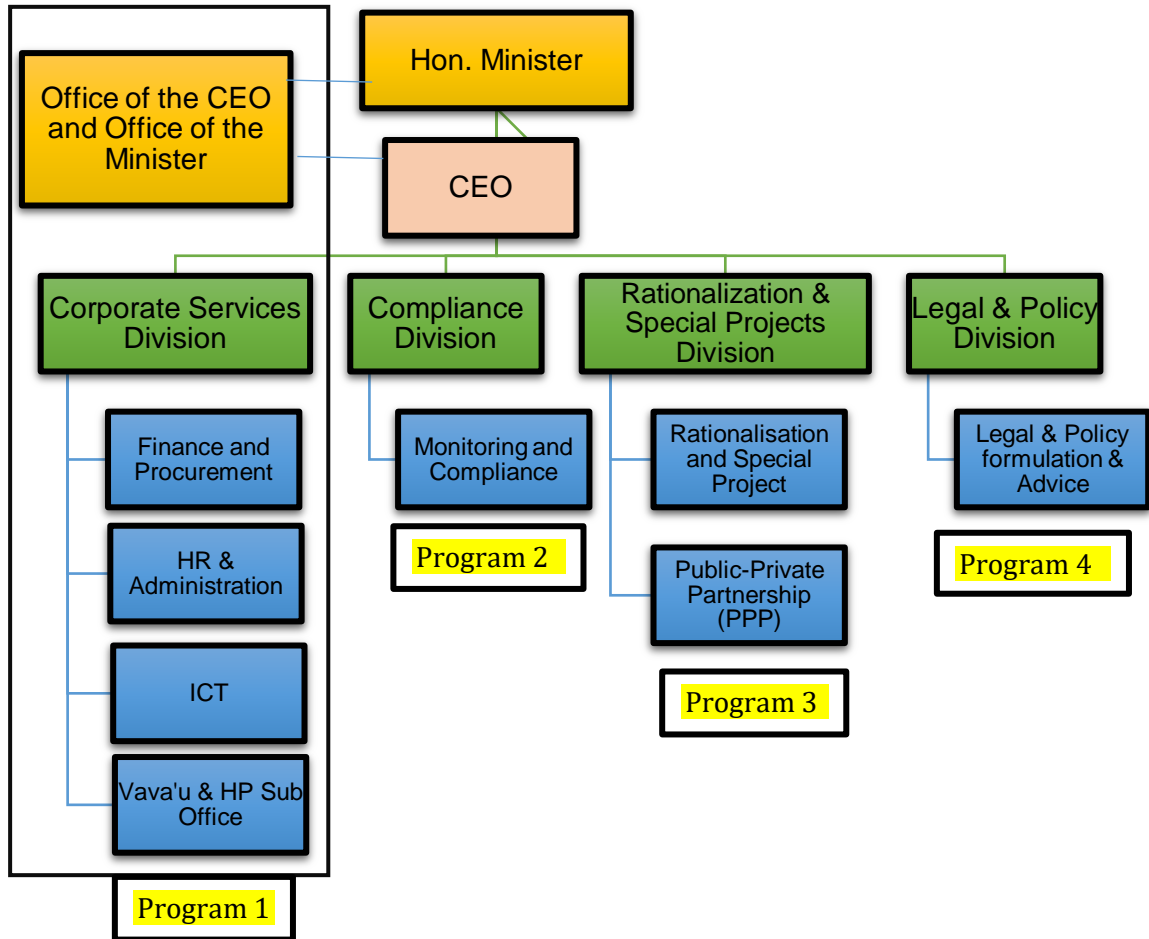 Hon. Minister
Office of the CEO
and Office of the
Minister
CEO
Corporate Services
Division
Compliance
Division
Rationalization &
Special Projects
Division
Legal & Policy
Division
Finance and
Procurement
Monitoring and
Compliance
Rationalisation
and Special
Project
Legal & Policy
formulation &
Advice
HR &
Administration
Program 2
Public-Private
Partnership
(PPP)
Program 4
ICT
Program 3
Vava'u & HP Sub
Office
Program 1